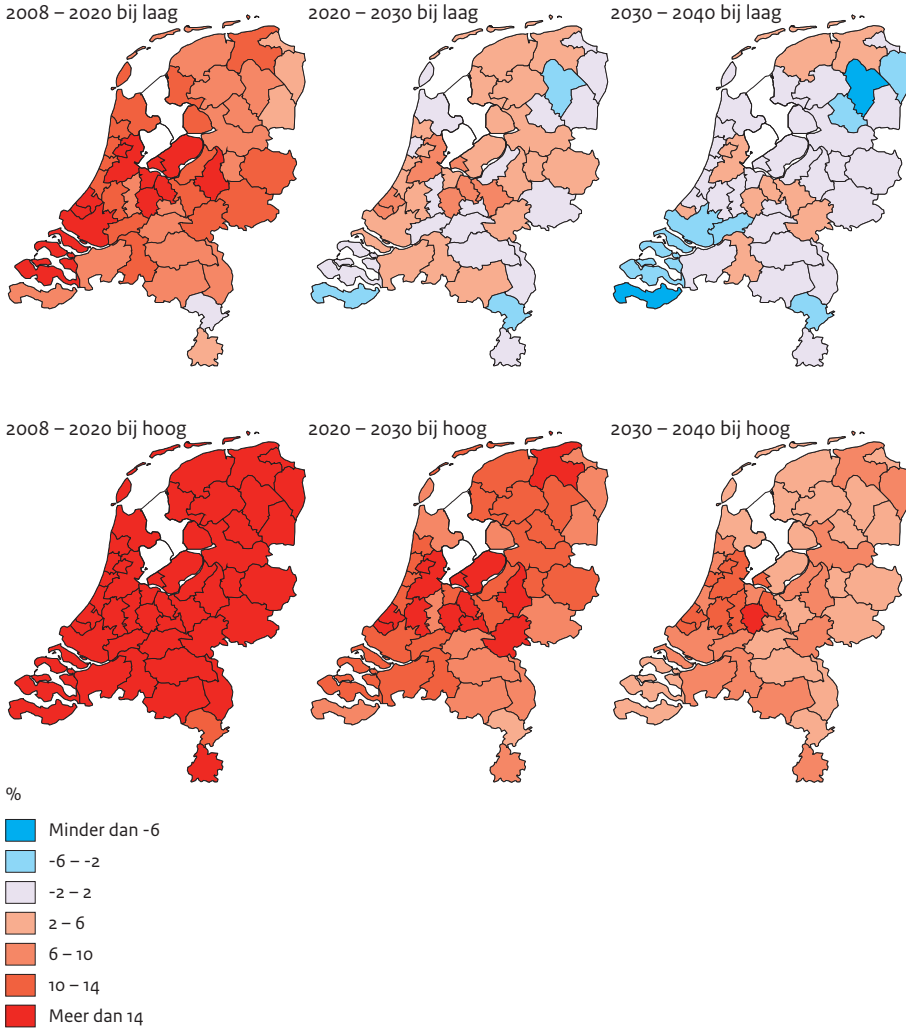 2008 – 2020 bij laag
2020 – 2030 bij laag
2030 – 2040 bij laag
2008 – 2020 bij hoog
2020 – 2030 bij hoog
2030 – 2040 bij hoog
%
Minder dan -6
-6 – -2
-2 – 2
2 – 6
6 – 10
10 – 14
Meer dan 14